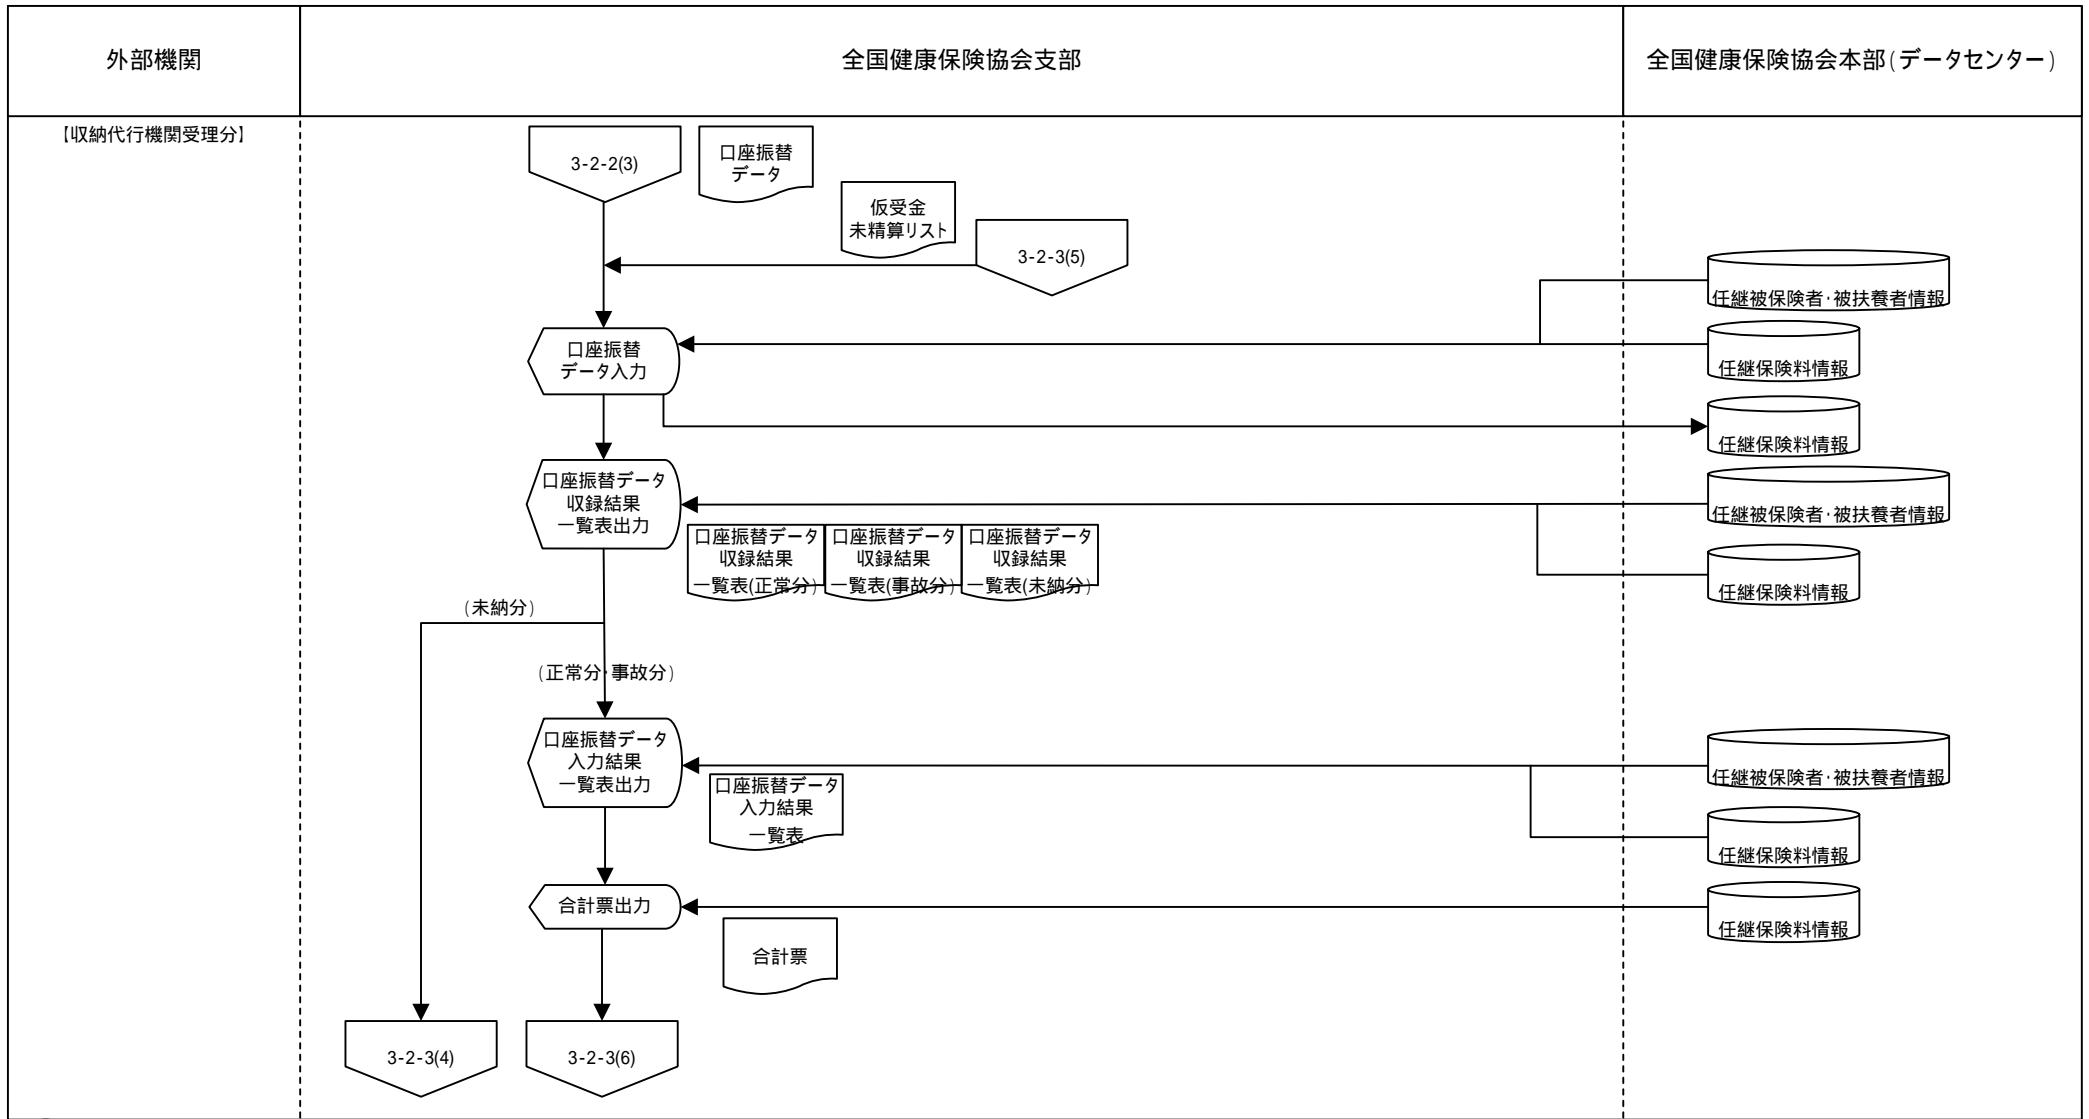 外部機関
全国健康保険協会支部
全国健康保険協会本部(データセンター)
【収納代行機関受理分】
3-2-2(3)
口座振替
データ
仮受金
未精算リスト
3-2-3(5)
任継被保険者・被扶養者情報
口座振替
データ入力
任継保険料情報
任継保険料情報
口座振替データ
収録結果
一覧表出力
任継被保険者・被扶養者情報
口座振替データ
収録結果
一覧表(正常分)
口座振替データ
収録結果
一覧表(事故分)
口座振替データ
収録結果
一覧表(未納分)
任継保険料情報
(未納分)
(正常分・事故分)
口座振替データ
入力結果
一覧表出力
任継被保険者・被扶養者情報
口座振替データ
入力結果
一覧表
任継保険料情報
合計票出力
任継保険料情報
合計票
3-2-3(4)
3-2-3(6)